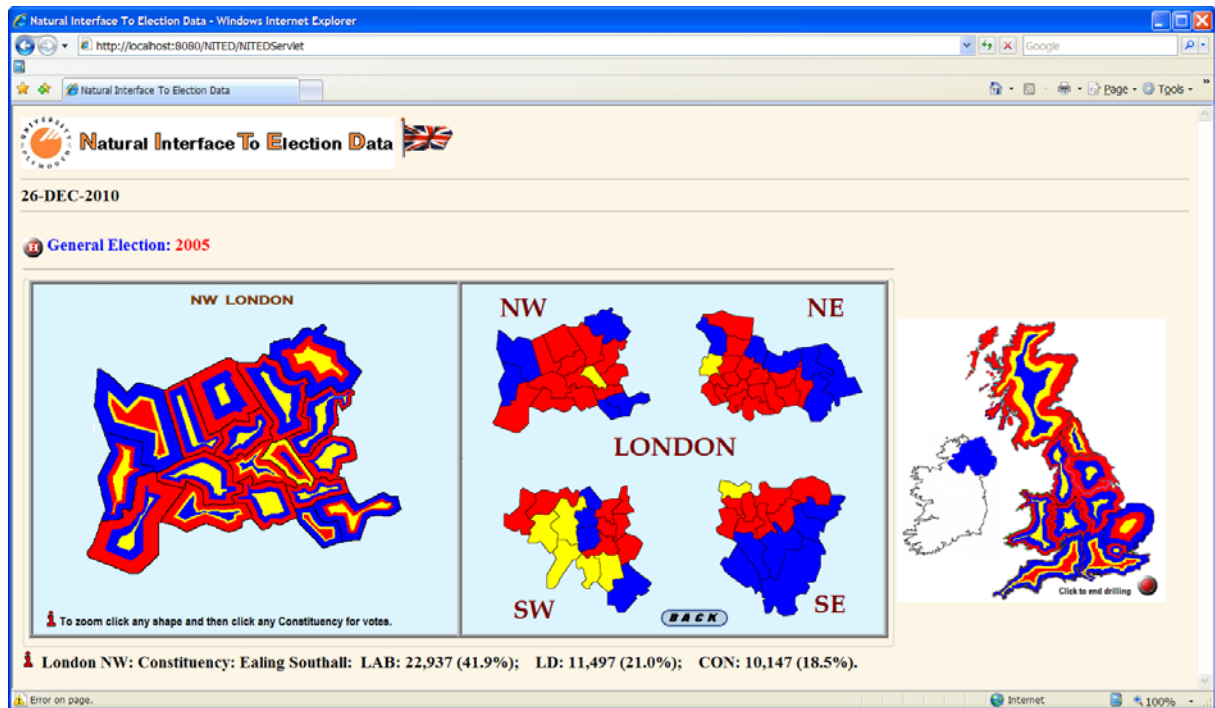 Natural Interface To Election Data - Windows Internet Explorer
http://localhost:8080/NITED/NITEDServlet
Google
Natural Interface To Election Data
Page
Tools
UNIVERSITY
PLYMOUTH
Natural Interface To Election Data
26-DEC-2010
H General Election: 2005
NW LONDON
NW
NE
LONDON
SW
SE
BACK
Click to end drilling
i To zoom click any shape and then click any Constituency for votes.
i London NW: Constituency: Ealing Southall: LAB: 22,937 (41.9%); LD: 11,497 (21.0%); CON: 10,147 (18.5%).
Error on page.
Internet
100%